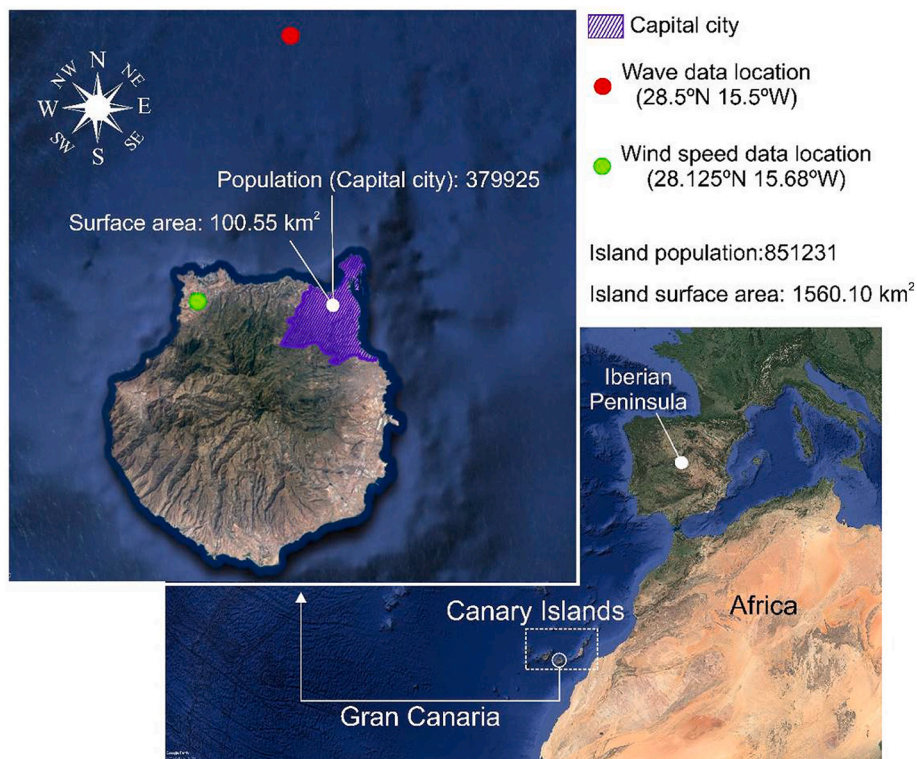 Capital city
Wave data location
(28.5ºN 15.5ºW)
Wind speed data location
(28.125ºN 15.68ºW)
Island population:851231
Island surface area: 1560.10 km²
N
NW
NE
W
E
SW
SE
S
Population (Capital city): 379925
Surface area: 100.55 km²
Iberian
Peninsula
Africa
Canary Islands
Gran Canaria
Google Earth